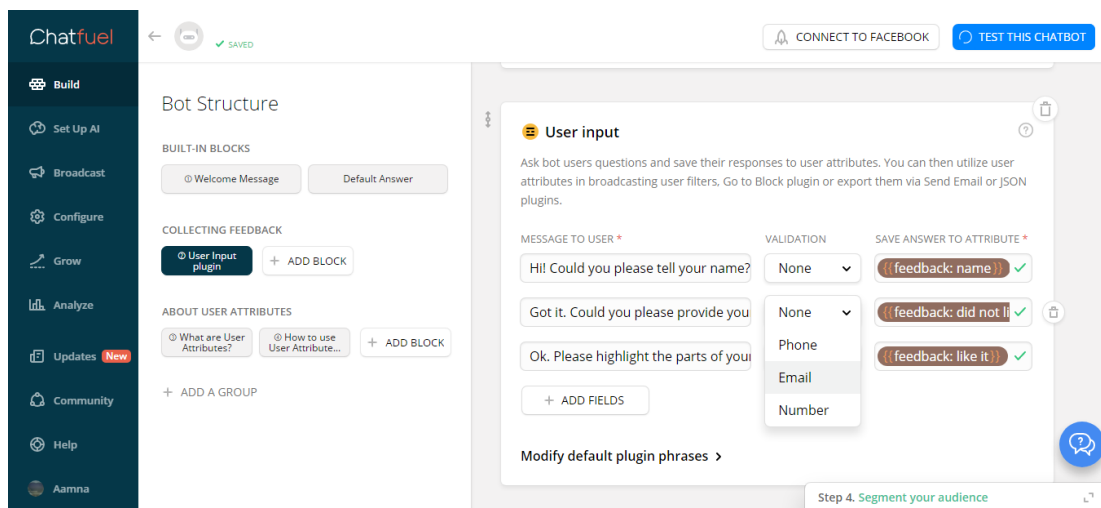 Chatfuel
SAVED
CONNECT TO FACEBOOK
TEST THIS CHATBOT
Build
Set Up AI
Broadcast
Configure
Grow
Analyze
Updates New
Community
Help
Aamna
Bot Structure
BUILT-IN BLOCKS
Welcome Message
Default Answer
COLLECTING FEEDBACK
User Input
plugin
+ ADD BLOCK
ABOUT USER ATTRIBUTES
What are User
Attributes?
How to use
User Attribute...
+ ADD BLOCK
+ ADD A GROUP
User input
Ask bot users questions and save their responses to user attributes. You can then utilize user
attributes in broadcasting user filters, Go to Block plugin or export them via Send Email or JSON
plugins.
MESSAGE TO USER *
VALIDATION
SAVE ANSWER TO ATTRIBUTE *
Hi! Could you please tell your name?
None
{{feedback: name}}
Got it. Could you please provide you
None
{{feedback: did not li
Phone
Ok. Please highlight the parts of your
{{feedback: like it}}
Email
Number
+ ADD FIELDS
Modify default plugin phrases >
Step 4. Segment your audience